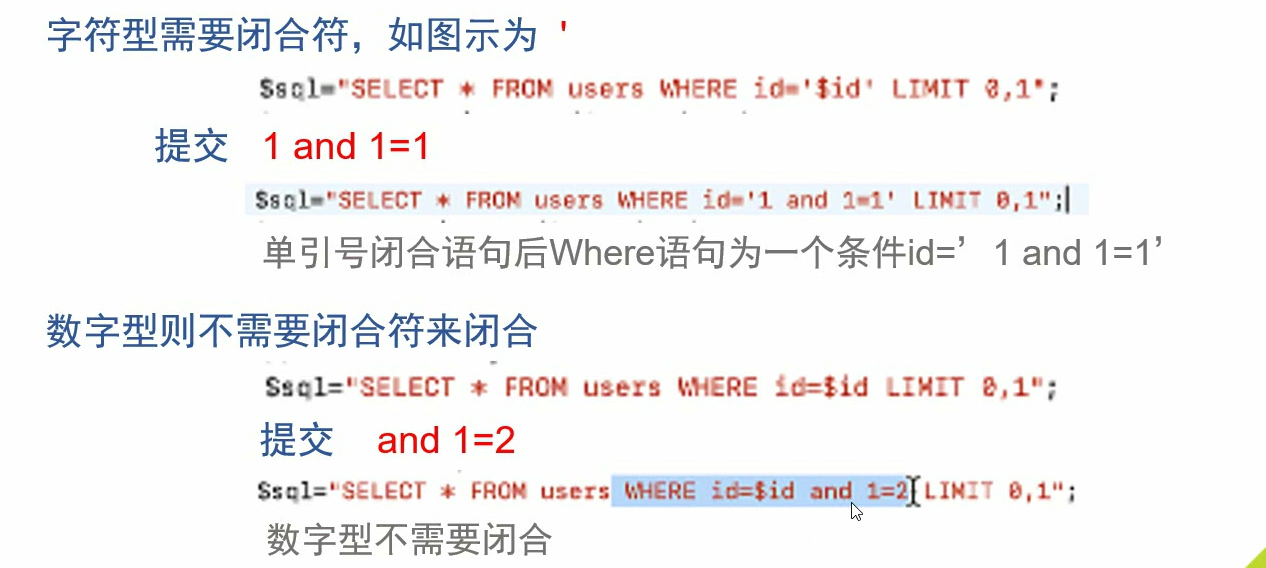 字符型需要闭合符，如图示为 '
$sql="SELECT * FROM users WHERE id='$id' LIMIT 0,1";
提交 1 and 1=1
$sql="SELECT * FROM users WHERE id='1 and 1=1' LIMIT 0,1";
单引号闭合语句后Where语句为一个条件id=’1 and 1=1’
数字型则不需要闭合符来闭合
$sql="SELECT * FROM users WHERE id=$id LIMIT 0,1";
提交 and 1=2
$sql="SELECT * FROM users WHERE id=$id and 1=2 LIMIT 0,1";
数字型不需要闭合